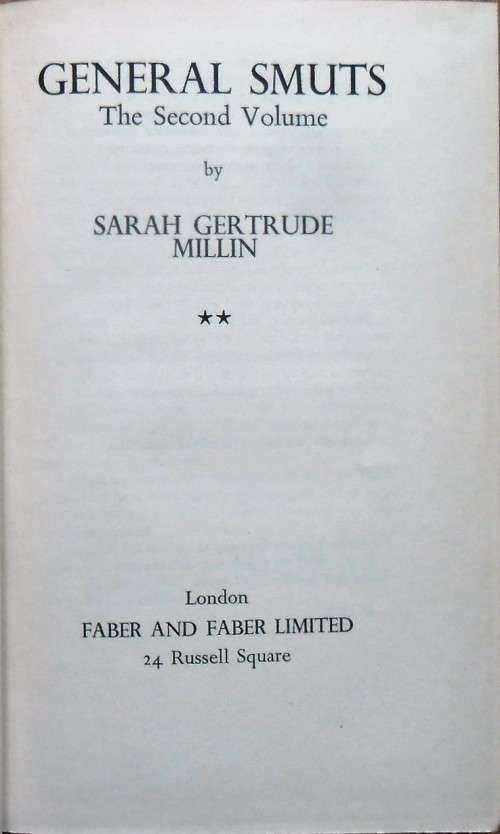 GENERAL SMUTS
The Second Volume
by
SARAH GERTRUDE
MILLIN
★★
London
FABER AND FABER LIMITED
24 Russell Square